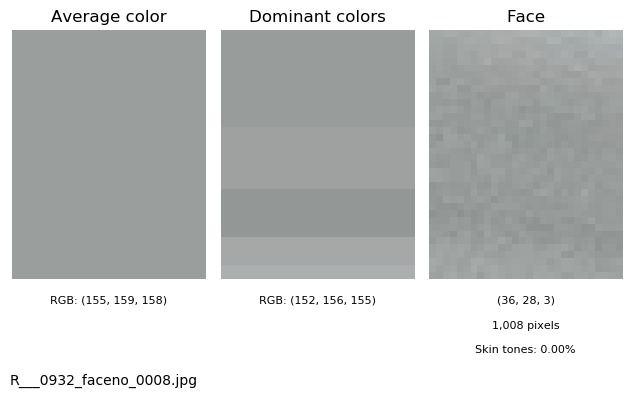 Average color
Dominant colors
Face
RGB: (155, 159, 158)
RGB: (152, 156, 155)
(36, 28, 3)
1,008 pixels
Skin tones: 0.00%
R___0932_faceno_0008.jpg